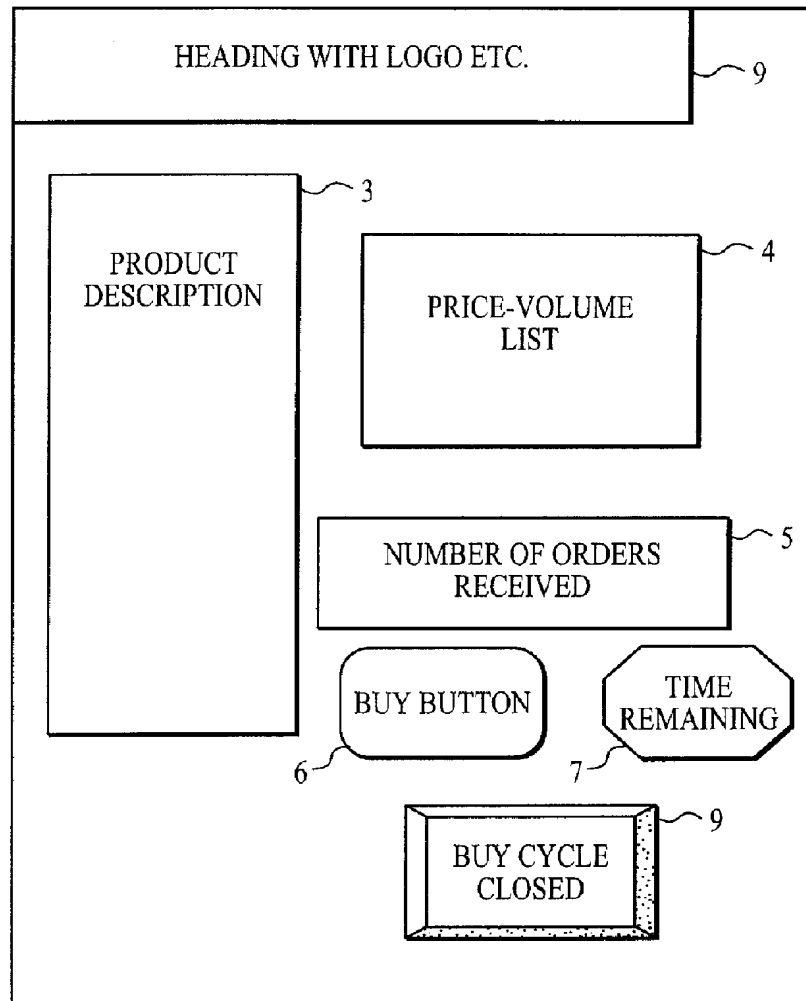 HEADING WITH LOGO ETC.
9
3
PRODUCT
DESCRIPTION
4
PRICE-VOLUME
LIST
5
NUMBER OF ORDERS
RECEIVED
BUY BUTTON
6
TIME
REMAINING
7
9
BUY CYCLE
CLOSED